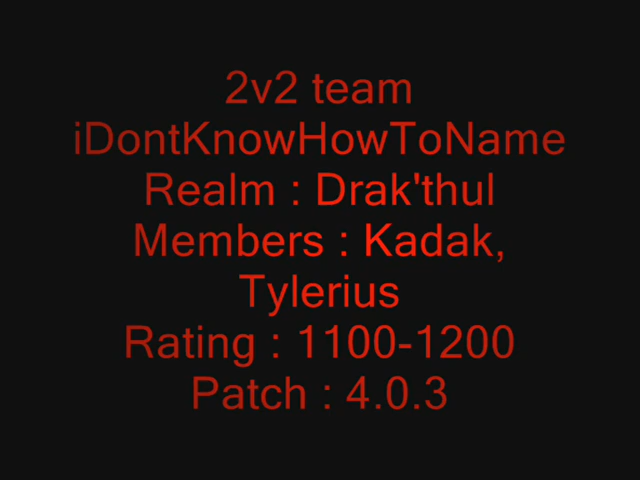 2v2 team
iDontKnowHowToName
Realm : Drak'thul
Members : Kadak,
Tylerius
Rating : 1100-1200
Patch : 4.0.3